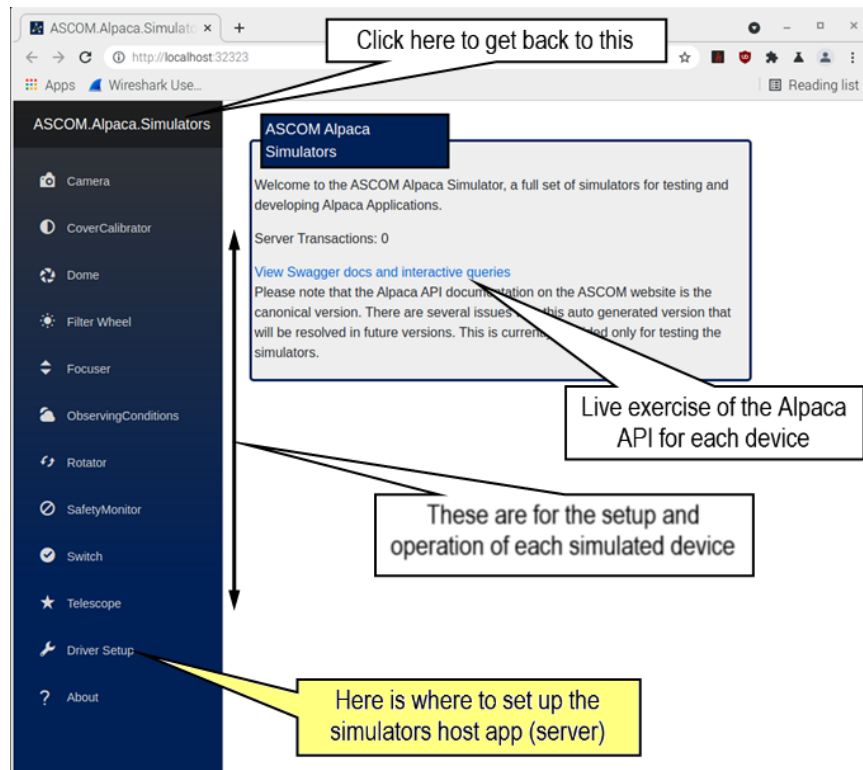 ASCOM.Alpaca.Simulato
http://localhost:32323
Apps
Wireshark Use...
Reading list
Click here to get back to this
ASCOM.Alpaca.Simulators
Camera
CoverCalibrator
Dome
Filter Wheel
Focuser
ObservingConditions
Rotator
SafetyMonitor
Switch
Telescope
Driver Setup
? About
ASCOM Alpaca
Simulators
Welcome to the ASCOM Alpaca Simulator, a full set of simulators for testing and
developing Alpaca Applications.
Server Transactions: 0
View Swagger docs and interactive queries
Please note that the Alpaca API documentation on the ASCOM website is the
canonical version. There are several issues this auto generated version that
will be resolved in future versions. This is currently ded only for testing the
simulators.
Live exercise of the Alpaca
API for each device
These are for the setup and
operation of each simulated device
Here is where to set up the
simulators host app (server)